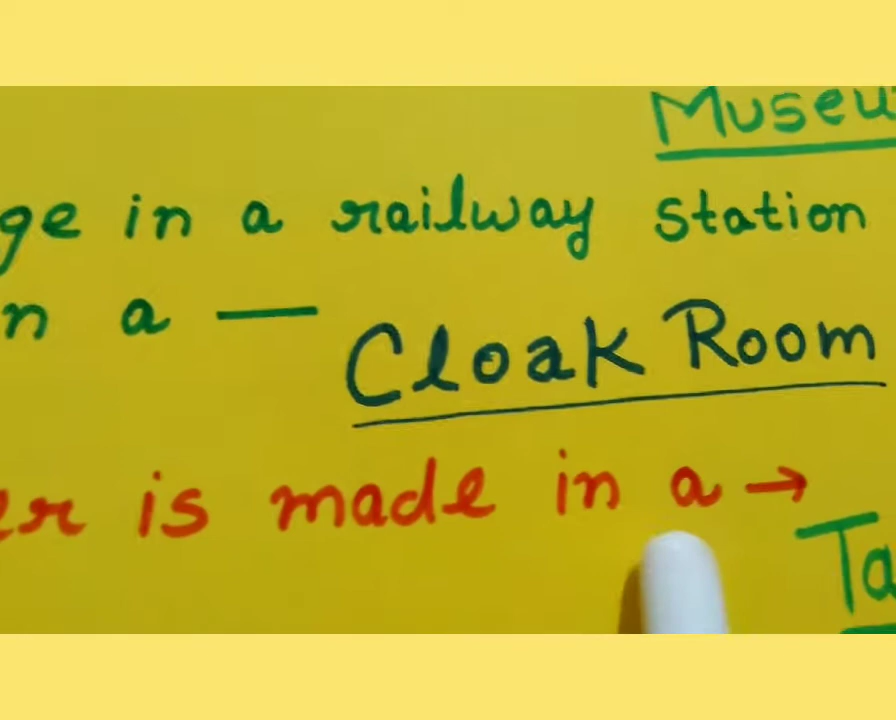 Museu
ge in a railway station
n a —
Cloak Room
er is made in a →
Ta